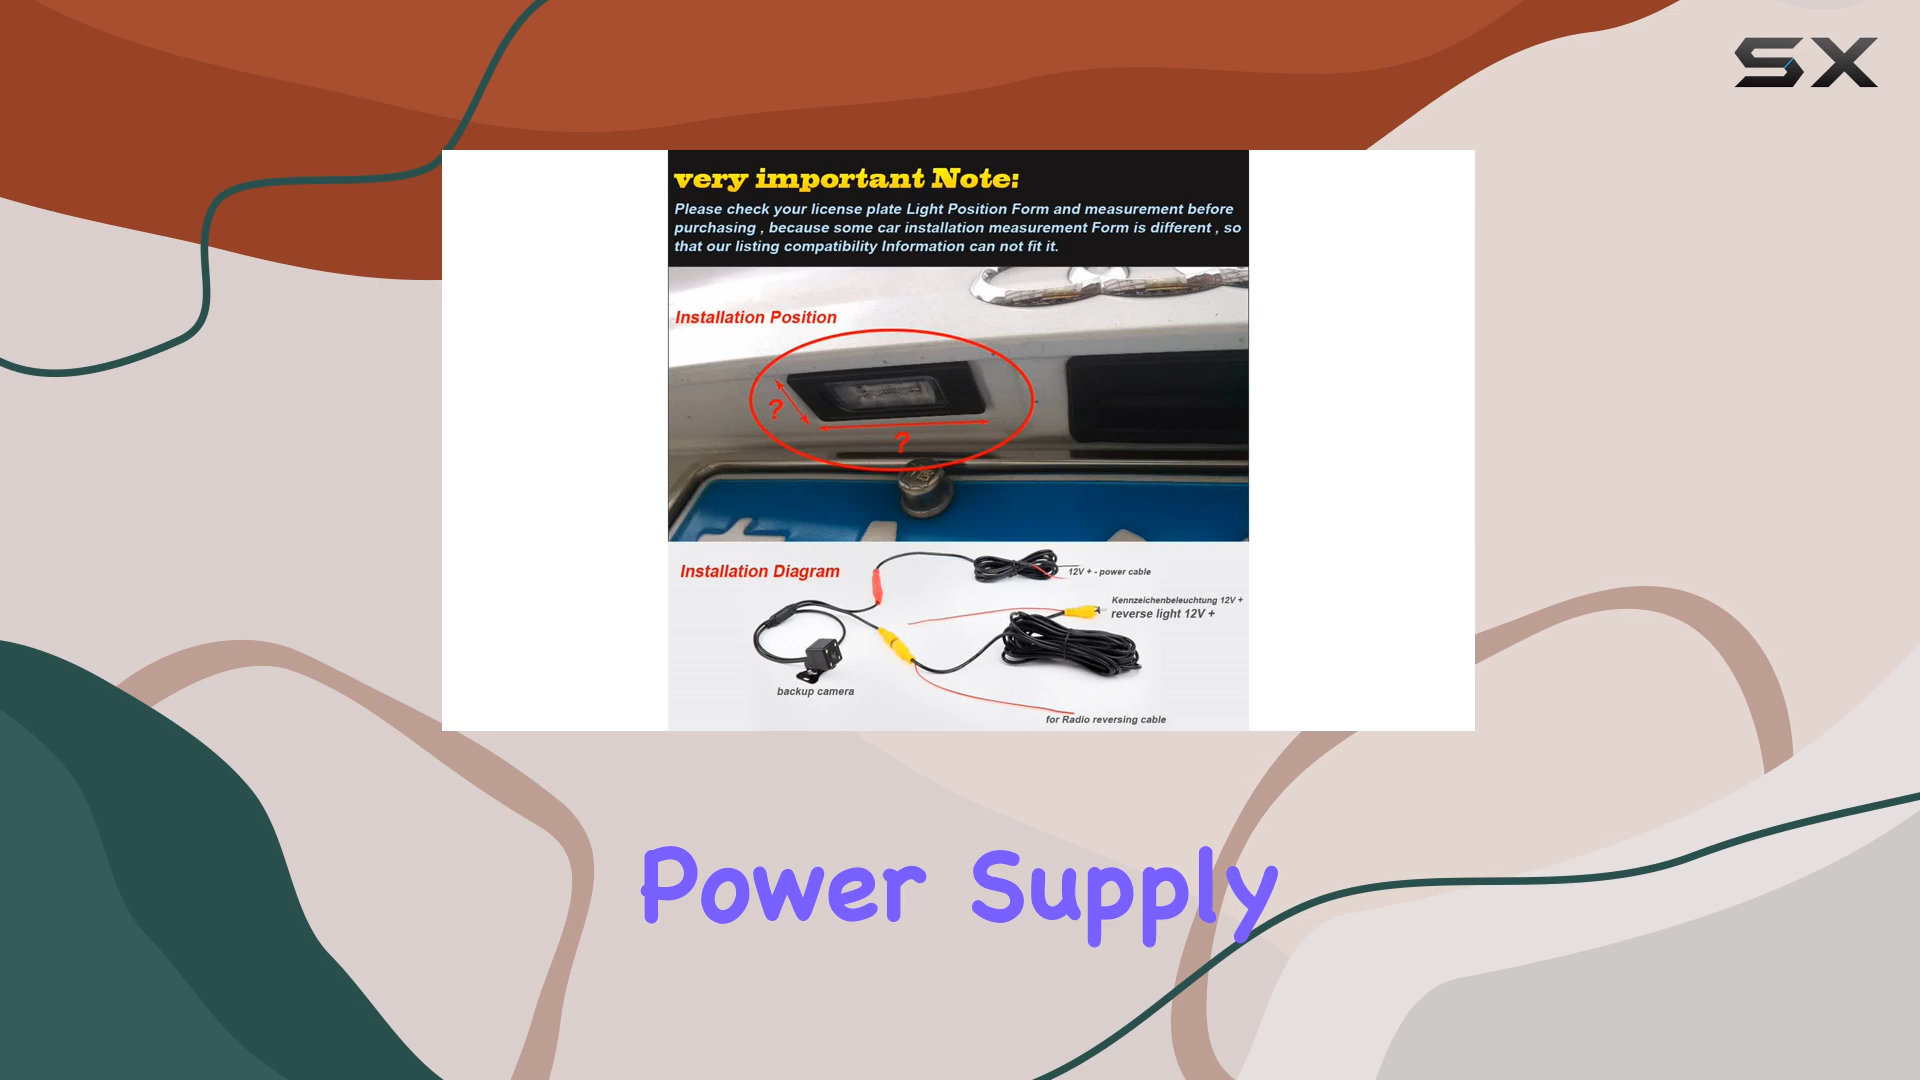 SX
very important Note:
Please check your license plate Light Position Form and measurement before
purchasing , because some car installation measurement Form is different , so
that our listing compatibility Information can not fit it.
Installation Position
?
?
Installation Diagram
12V + - power cable
Kennzeichenbeleuchtung 12V +
reverse light 12V +
backup camera
for Radio reversing cable
Power Supply